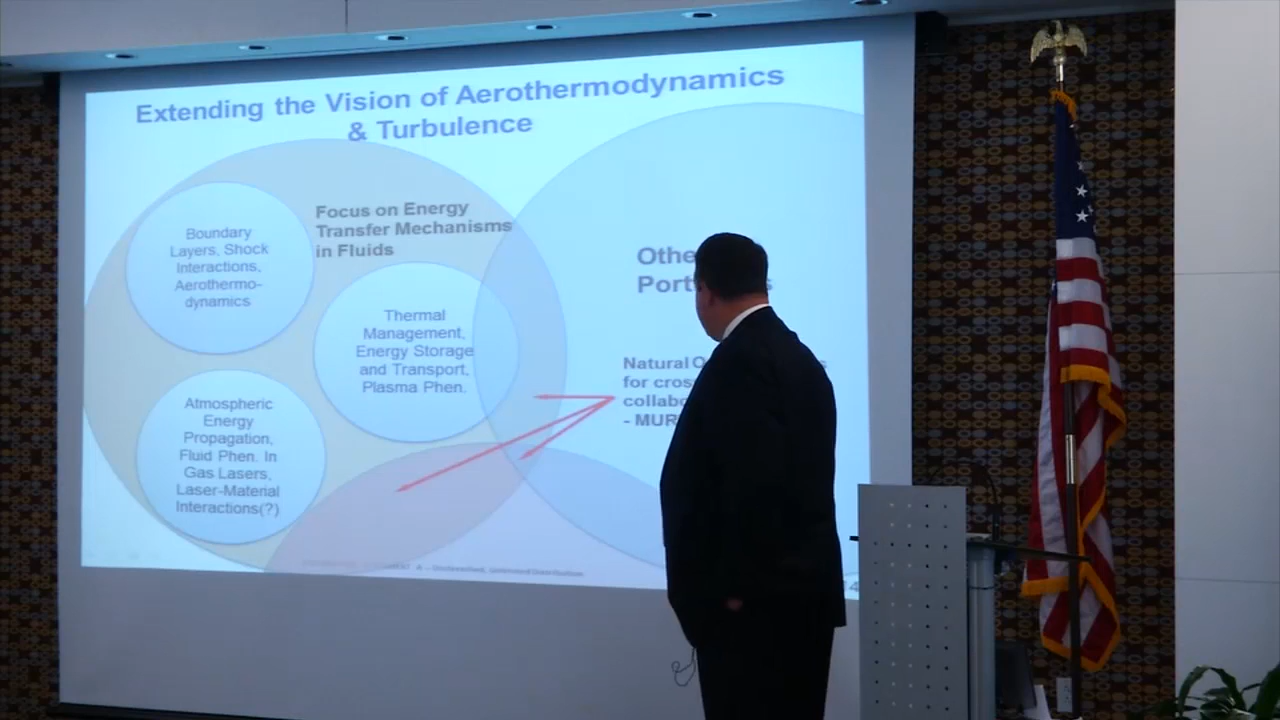 Extending the Vision of Aerothermodynamics
& Turbulence
Focus on Energy
Transfer Mechanisms
in Fluids
Boundary
Layers, Shock
Interactions,
Aerothermo-
dynamics
Thermal
Management,
Energy Storage
and Transport,
Plasma Phen.
Atmospheric
Energy
Propagation,
Fluid Phen. In
Gas Lasers,
Laser-Material
Interactions(?)
Othe
Port s
Natural O
for cros
collabo
- MUR